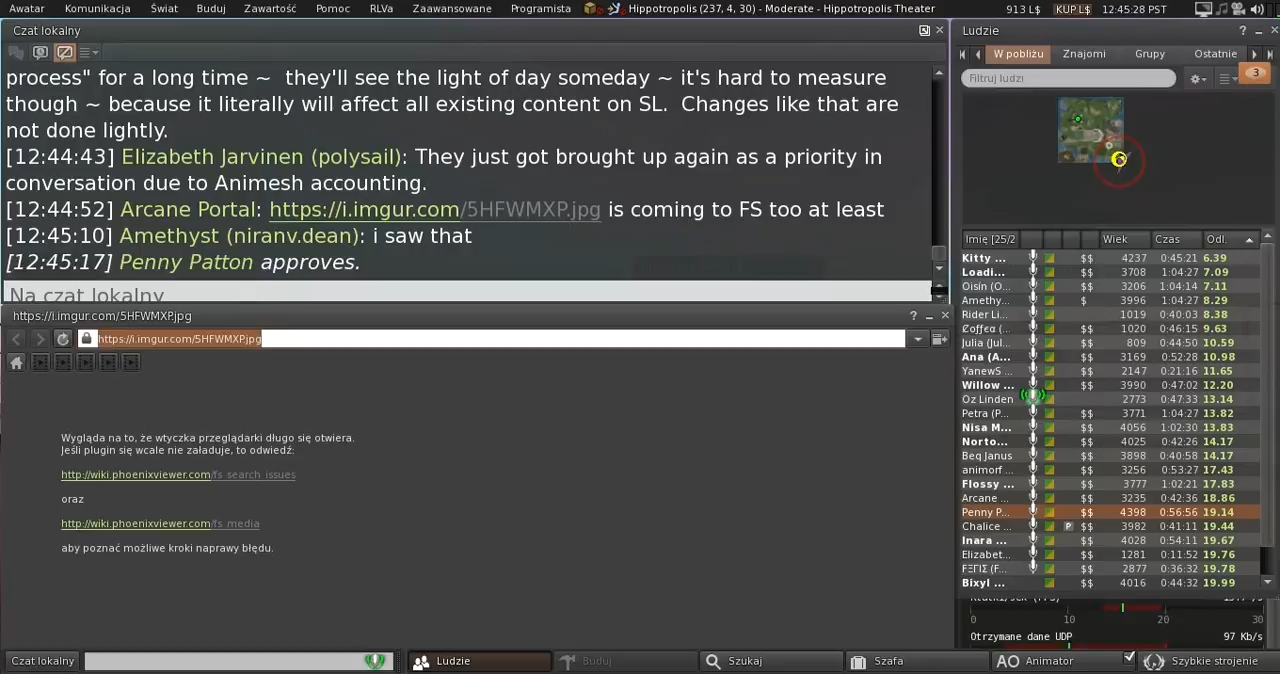 Awatar Komunikacja Świat Buduj Zawartość Pomoc RLVa Zaawansowane Programista Hippotropolis (237, 4, 30) - Moderate - Hippotropolis Theater 913 L$ KUP L$ 12:45:28 PST
Czat lokalny
process" for a long time ~ they'll see the light of day someday ~ it's hard to measure
though ~ because it literally will affect all existing content on SL. Changes like that are
not done lightly.
[12:44:43] Elizabeth Jarvinen (polysail): They just got brought up again as a priority in
conversation due to Animesh accounting.
[12:44:52] Arcane Portal: https://i.imgur.com/5HFWMXP.jpg is coming to FS too at least
[12:45:10] Amethyst (niranv.dean): i saw that
[12:45:17] Penny Patton approves.
Na czat lokalny
https://i.imgur.com/5HFWMXP.jpg
https://i.imgur.com/5HFWMXP.jpg
Wygląda na to, że wtyczka przeglądarki długo się otwiera.
Jeśli plugin się wcale nie załaduje, to odwiedź:
http://wiki.phoenixviewer.com/fs_search_issues
oraz
http://wiki.phoenixviewer.com/fs_media
aby poznać możliwe kroki naprawy błędu.
Ludzie
W pobliżu Znajomi Grupy Ostatnie
Filtruj ludzi
3
Imię [25/2 Wiek Czas Odl.
Kitty ... $$ 4237 0:45:21 6.39
Loadi... $$ 3708 1:04:27 7.09
Oisín (O... $$ 3206 1:04:14 7.11
Amethy... $ 3996 1:04:27 8.29
Rider Li... 1019 0:40:03 8.38
Ȼoƒƒєα (... $$ 1020 0:46:15 9.63
Julia (Jul... $$ 809 0:44:50 10.59
Ana (A... $$ 3169 0:52:28 10.98
YanewS ... $$ 2147 0:21:16 11.65
Willow ... $$ 3990 0:47:02 12.20
Oz Linden 2773 0:47:33 13.14
Petra (P... $$ 3771 1:04:27 13.82
Nisa M... $$ 4056 1:02:30 13.83
Norto... $$ 4025 0:42:26 14.17
Beq Janus $$ 3898 0:40:58 14.17
animorf ... $$ 3256 0:53:27 17.43
Flossy ... $$ 3777 1:02:21 17.83
Arcane ... $$ 3235 0:42:36 18.86
Penny P... $$ 4398 0:56:56 19.14
Chalice ... P $$ 3982 0:41:11 19.44
Inara ... $$ 4028 0:54:11 19.67
Elizabet... $$ 1281 0:11:52 19.76
FΞΓIΣ (F... $$ 2877 0:36:32 19.78
Bixyl ... $$ 4016 0:44:32 19.99
0 10 20 30
Otrzymane dane UDP 97 Kb/s
Czat lokalny Ludzie Buduj Szukaj Szafa AO Animator Szybkie strojenie